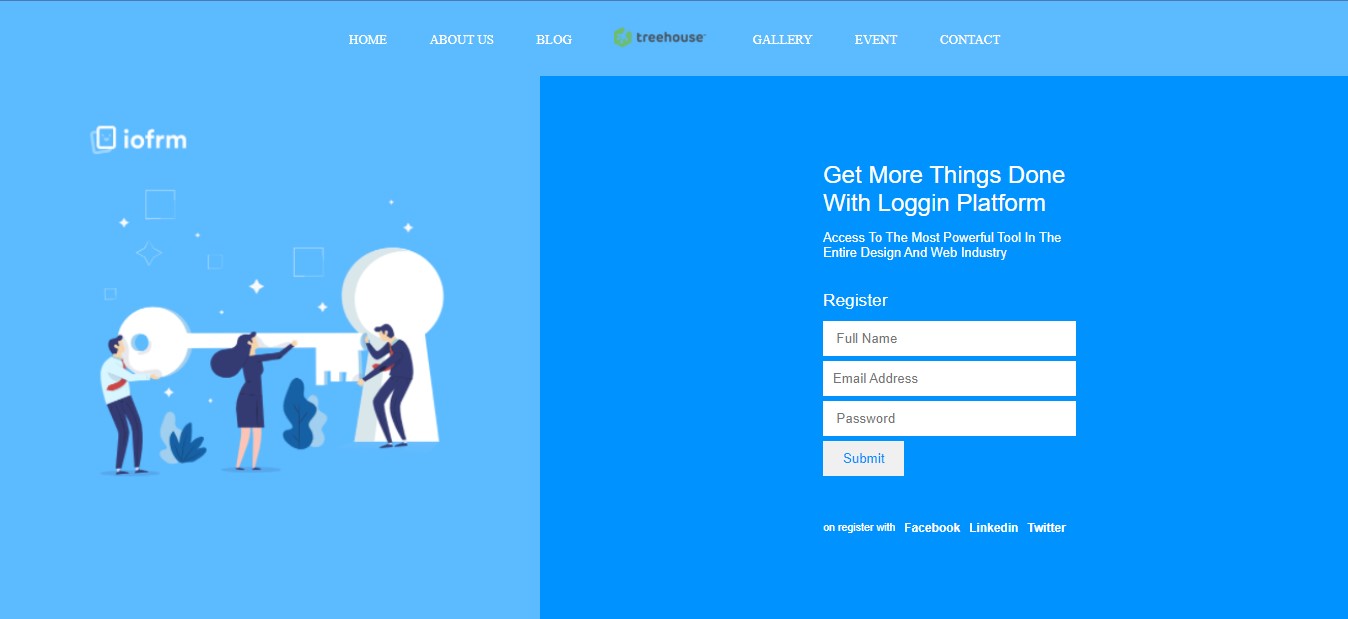 HOME ABOUT US BLOG treehouse GALLERY EVENT CONTACT
iofrm
Get More Things Done
With Loggin Platform
Access To The Most Powerful Tool In The
Entire Design And Web Industry
Register
Full Name
Email Address
Password
Submit
on register with Facebook Linkedin Twitter